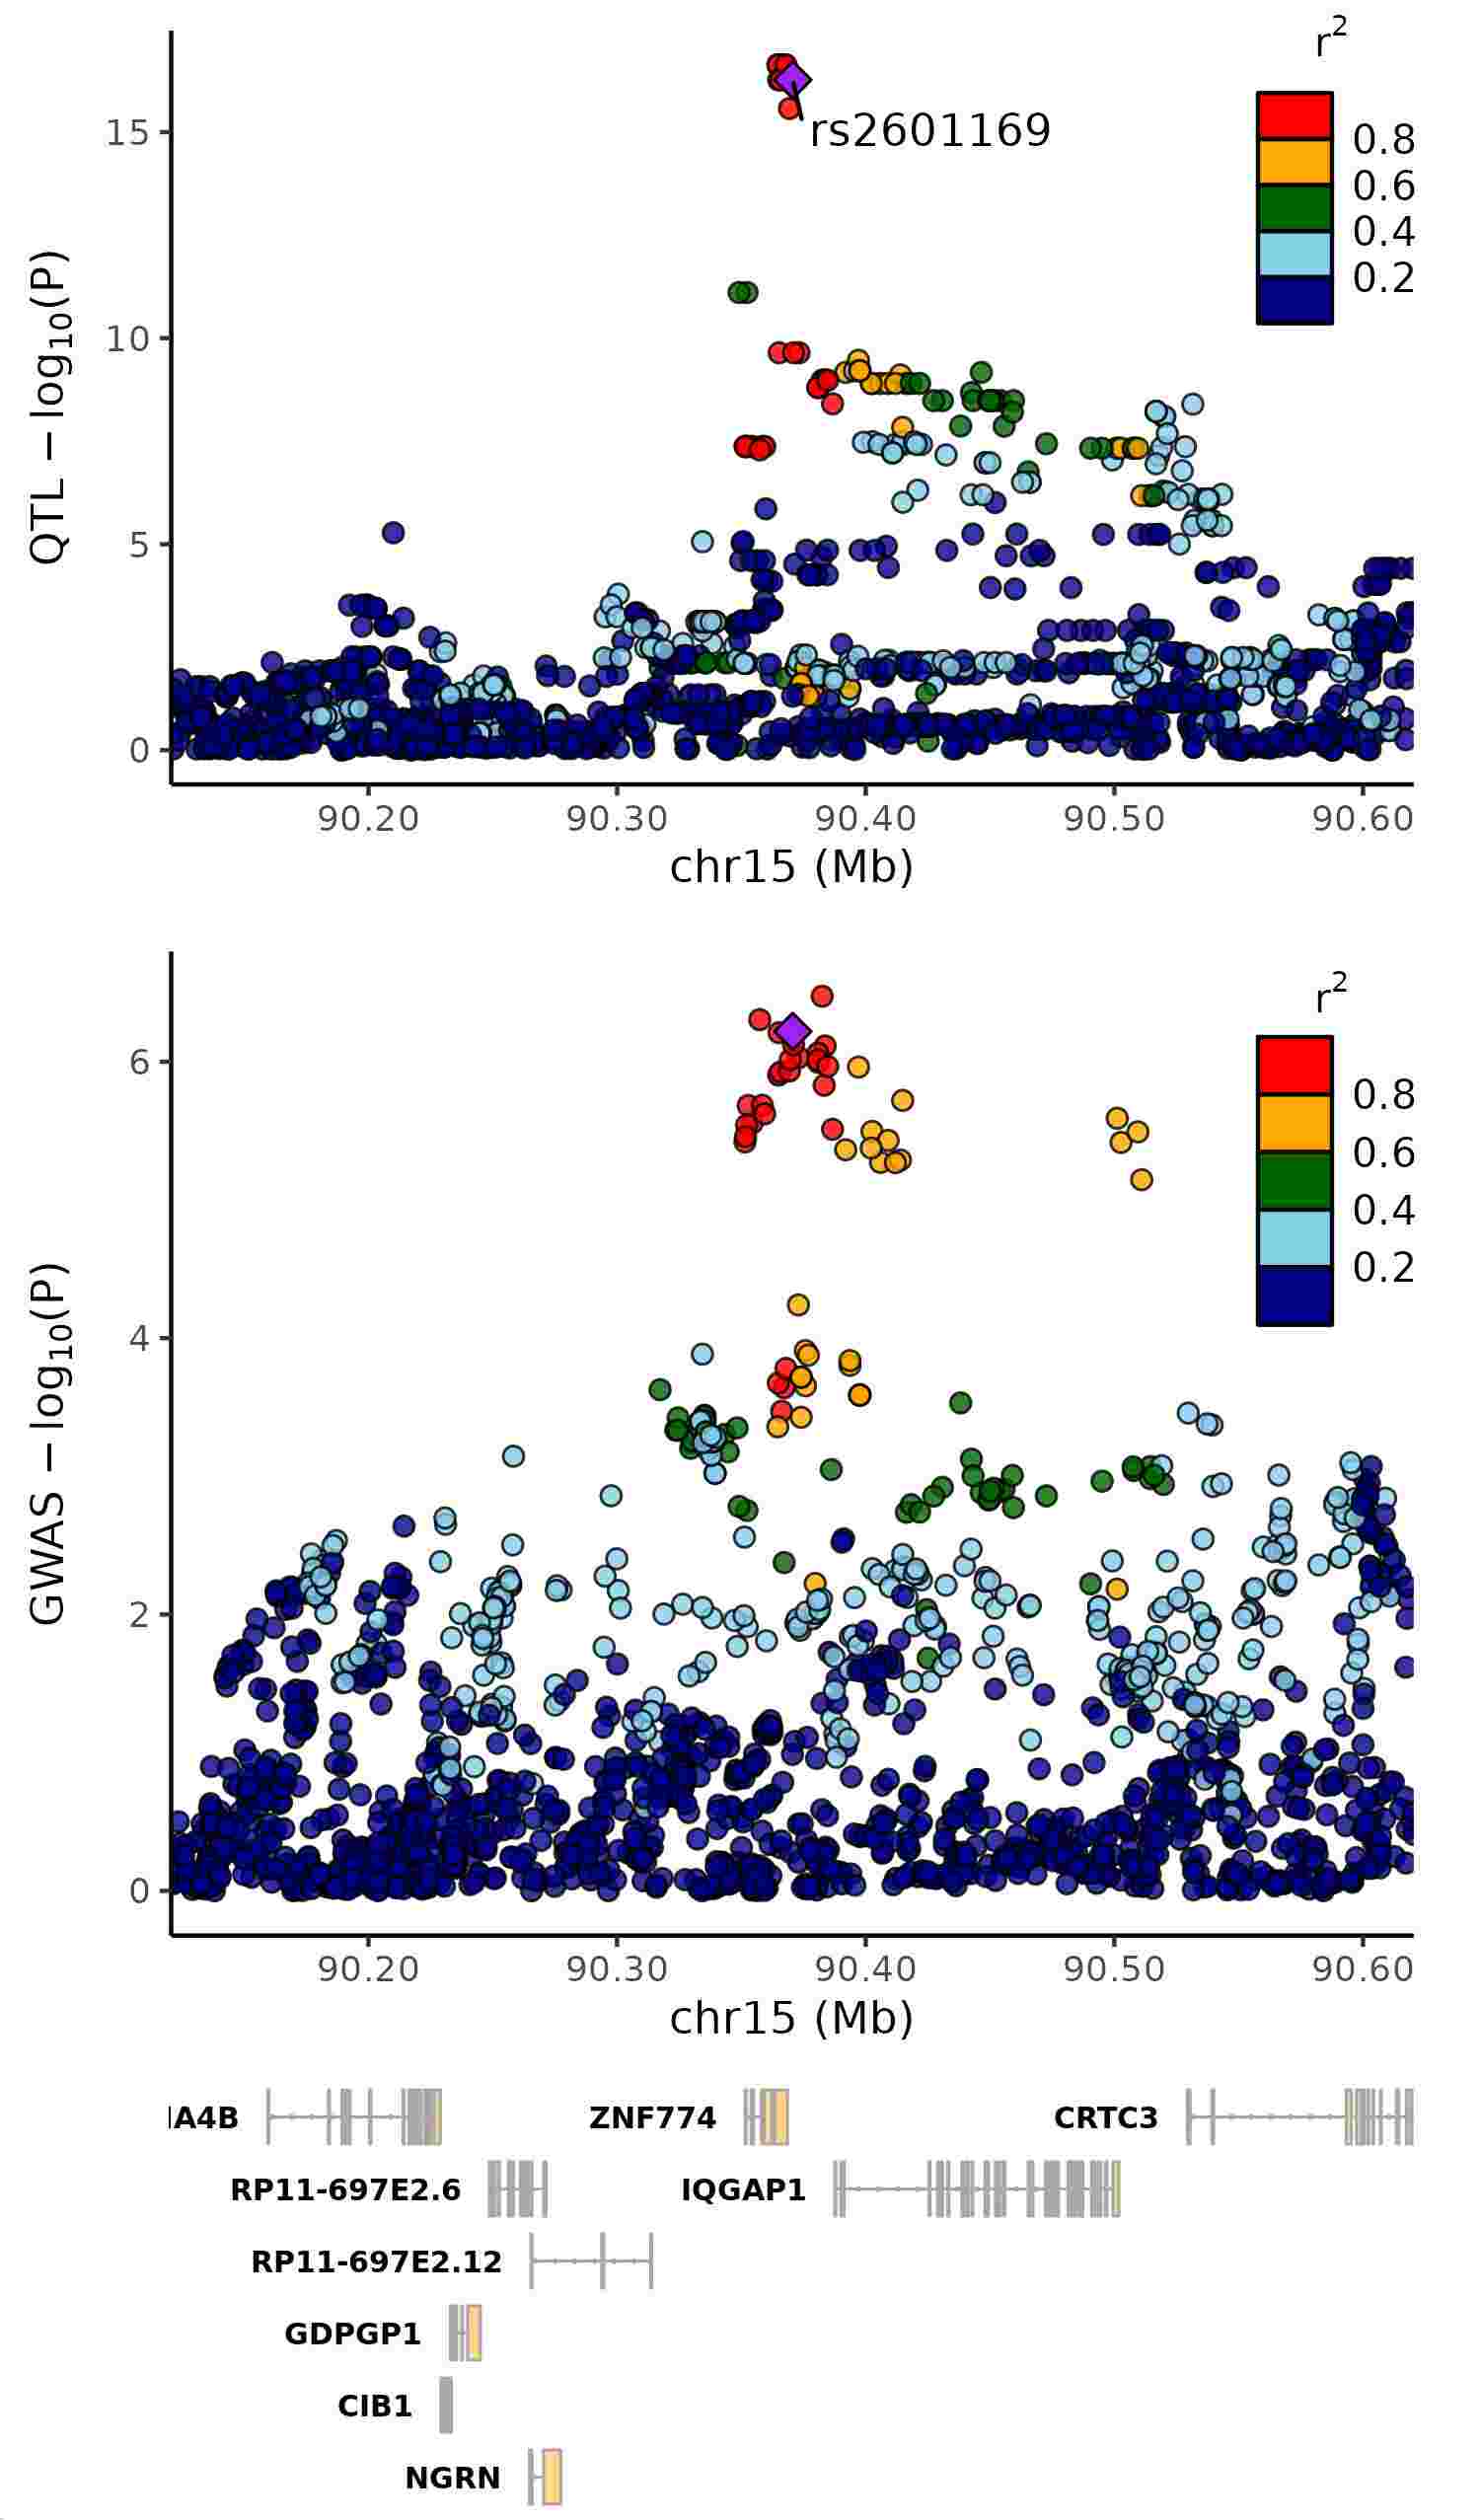 r2
0.8
0.6
0.4
0.2
rs2601169
QTL −log10(P)
15
10
5
0
90.20 90.30 90.40 90.50 90.60
chr15 (Mb)
r2
0.8
0.6
0.4
0.2
GWAS −log10(P)
6
4
2
0
90.20 90.30 90.40 90.50 90.60
chr15 (Mb)
A4B ZNF774 CRTC3
RP11-697E2.6 IQGAP1
RP11-697E2.12
GDPGP1
CIB1
NGRN